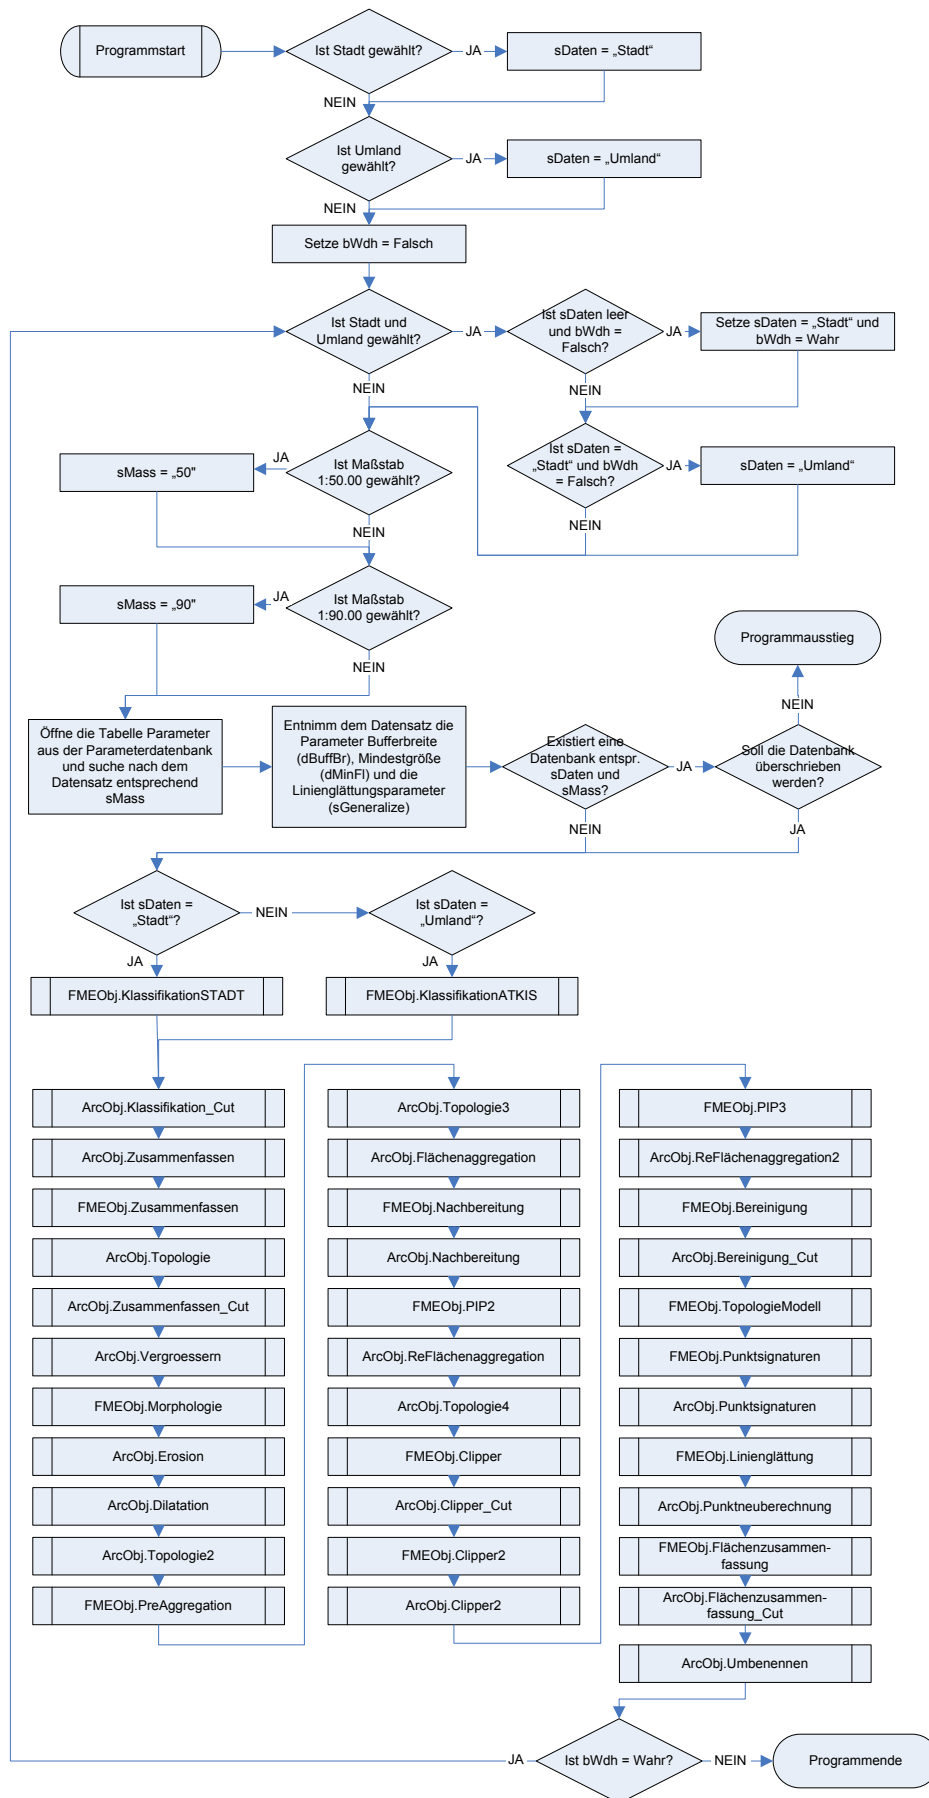 Programmstart
Ist Stadt gewählt?
JA
sDaten = „Stadt“
NEIN
Ist Umland
gewählt?
JA
sDaten = „Umland“
NEIN
Setze bWdh = Falsch
Ist Stadt und
Umland gewählt?
JA
Ist sDaten leer
und bWdh =
Falsch?
JA
Setze sDaten = „Stadt“ und
bWdh = Wahr
NEIN
NEIN
Ist sDaten =
„Stadt“ und bWdh
= Falsch?
JA
sDaten = „Umland“
NEIN
Ist Maßstab
1:50.00 gewählt?
JA
sMass = „50"
NEIN
Ist Maßstab
1:90.00 gewählt?
JA
sMass = „90"
NEIN
Öffne die Tabelle Parameter
aus der Parameterdatenbank
und suche nach dem
Datensatz entsprechend
sMass
Entnimm dem Datensatz die
Parameter Bufferbreite
(dBuffBr), Mindestgröße
(dMinFl) und die
Linienglättungsparameter
(sGeneralize)
Existiert eine
Datenbank entspr.
sDaten und
sMass?
JA
Soll die Datenbank
überschrieben
werden?
NEIN
Programmausstieg
NEIN
JA
Ist sDaten =
„Stadt“?
NEIN
Ist sDaten =
„Umland“?
JA
JA
FMEObj.KlassifikationSTADT
FMEObj.KlassifikationATKIS
ArcObj.Klassifikation_Cut
ArcObj.Zusammenfassen
FMEObj.Zusammenfassen
ArcObj.Topologie
ArcObj.Zusammenfassen_Cut
ArcObj.Vergroessern
FMEObj.Morphologie
ArcObj.Erosion
ArcObj.Dilatation
ArcObj.Topologie2
FMEObj.PreAggregation
ArcObj.Topologie3
ArcObj.Flächenaggregation
FMEObj.Nachbereitung
ArcObj.Nachbereitung
FMEObj.PIP2
ArcObj.ReFlächenaggregation
ArcObj.Topologie4
FMEObj.Clipper
ArcObj.Clipper_Cut
FMEObj.Clipper2
ArcObj.Clipper2
FMEObj.PIP3
ArcObj.ReFlächenaggregation2
FMEObj.Bereinigung
ArcObj.Bereinigung_Cut
FMEObj.TopologieModell
FMEObj.Punktsignaturen
ArcObj.Punktsignaturen
FMEObj.Linienglättung
ArcObj.Punktneuberechnung
FMEObj.Flächenzusammen-
fassung
ArcObj.Flächenzusammen-
fassung_Cut
ArcObj.Umbenennen
Ist bWdh = Wahr?
JA
NEIN
Programmende